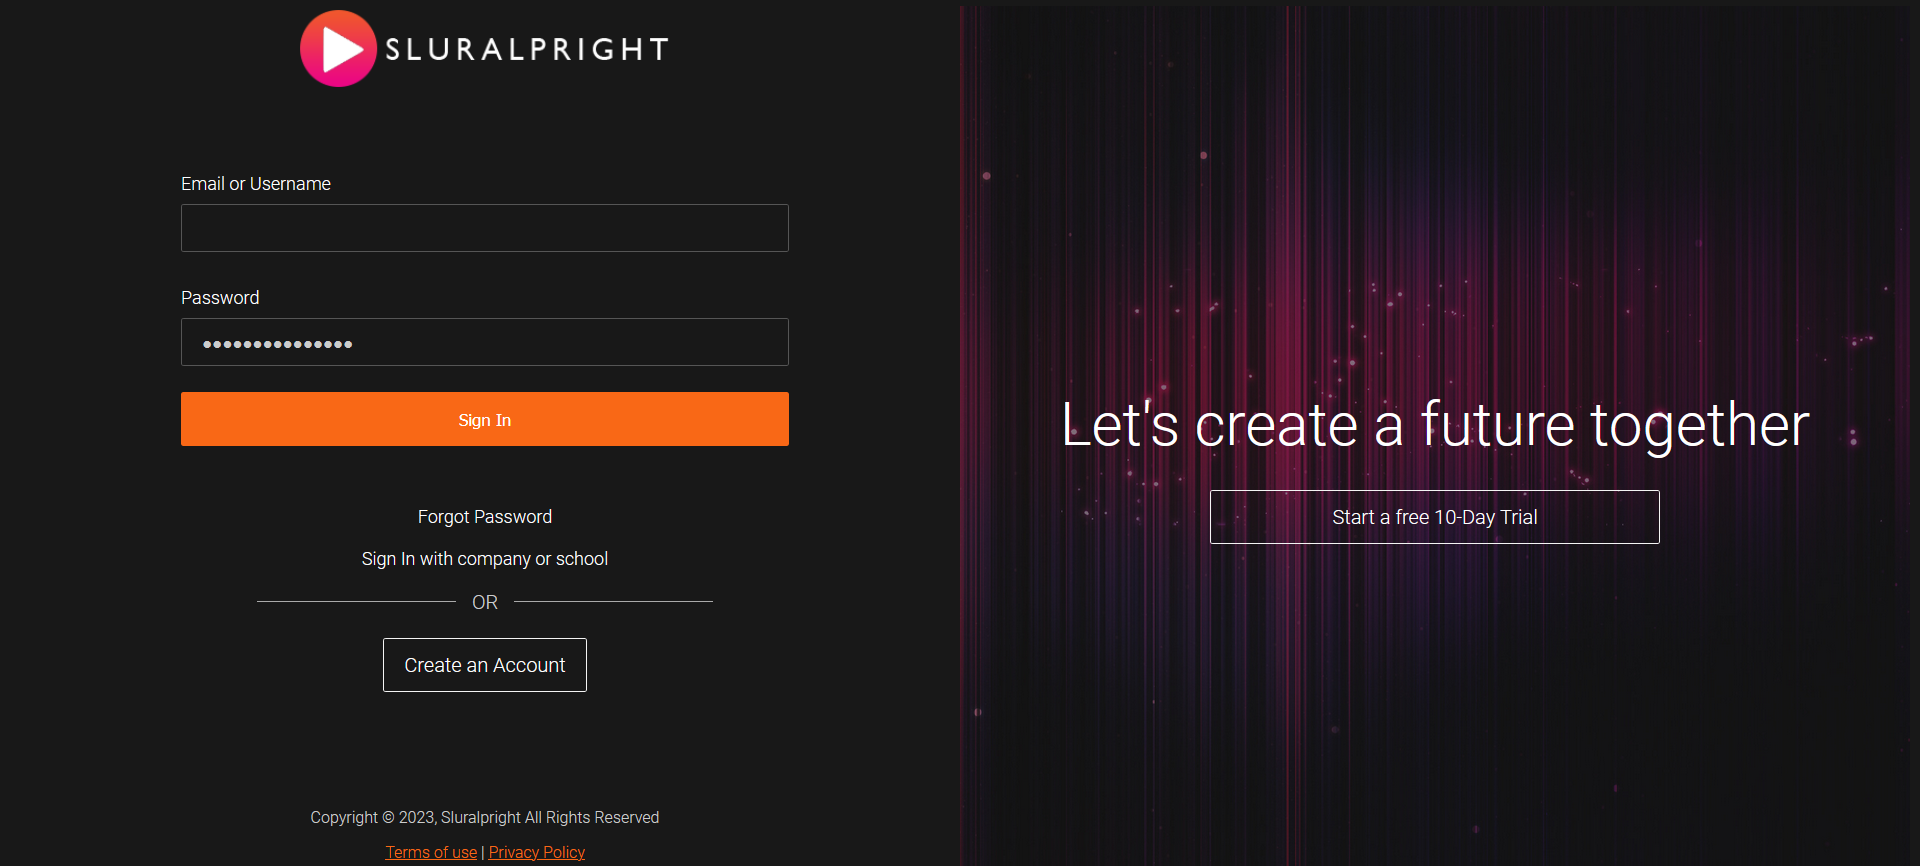 SLURALPRIGHT
Email or Username
Password
Sign In
Forgot Password
Sign In with company or school
OR
Create an Account
Copyright © 2023, Sluralpright All Rights Reserved
Terms of use | Privacy Policy
Let's create a future together
Start a free 10-Day Trial